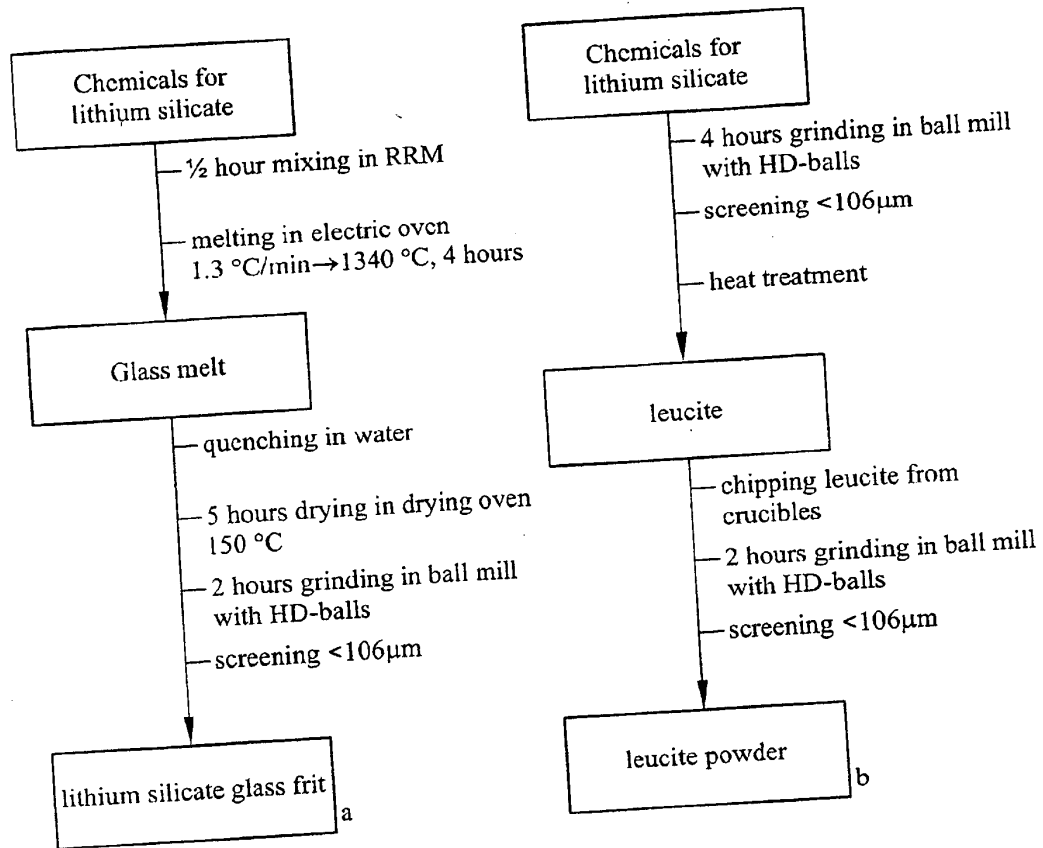 Chemicals for
lithium silicate
½ hour mixing in RRM
melting in electric oven
1.3 °C/min→1340 °C, 4 hours
Glass melt
quenching in water
5 hours drying in drying oven
150 °C
2 hours grinding in ball mill
with HD-balls
screening <106µm
lithium silicate glass frit
a
Chemicals for
lithium silicate
4 hours grinding in ball mill
with HD-balls
screening <106µm
heat treatment
leucite
chipping leucite from
crucibles
2 hours grinding in ball mill
with HD-balls
screening <106µm
leucite powder
b